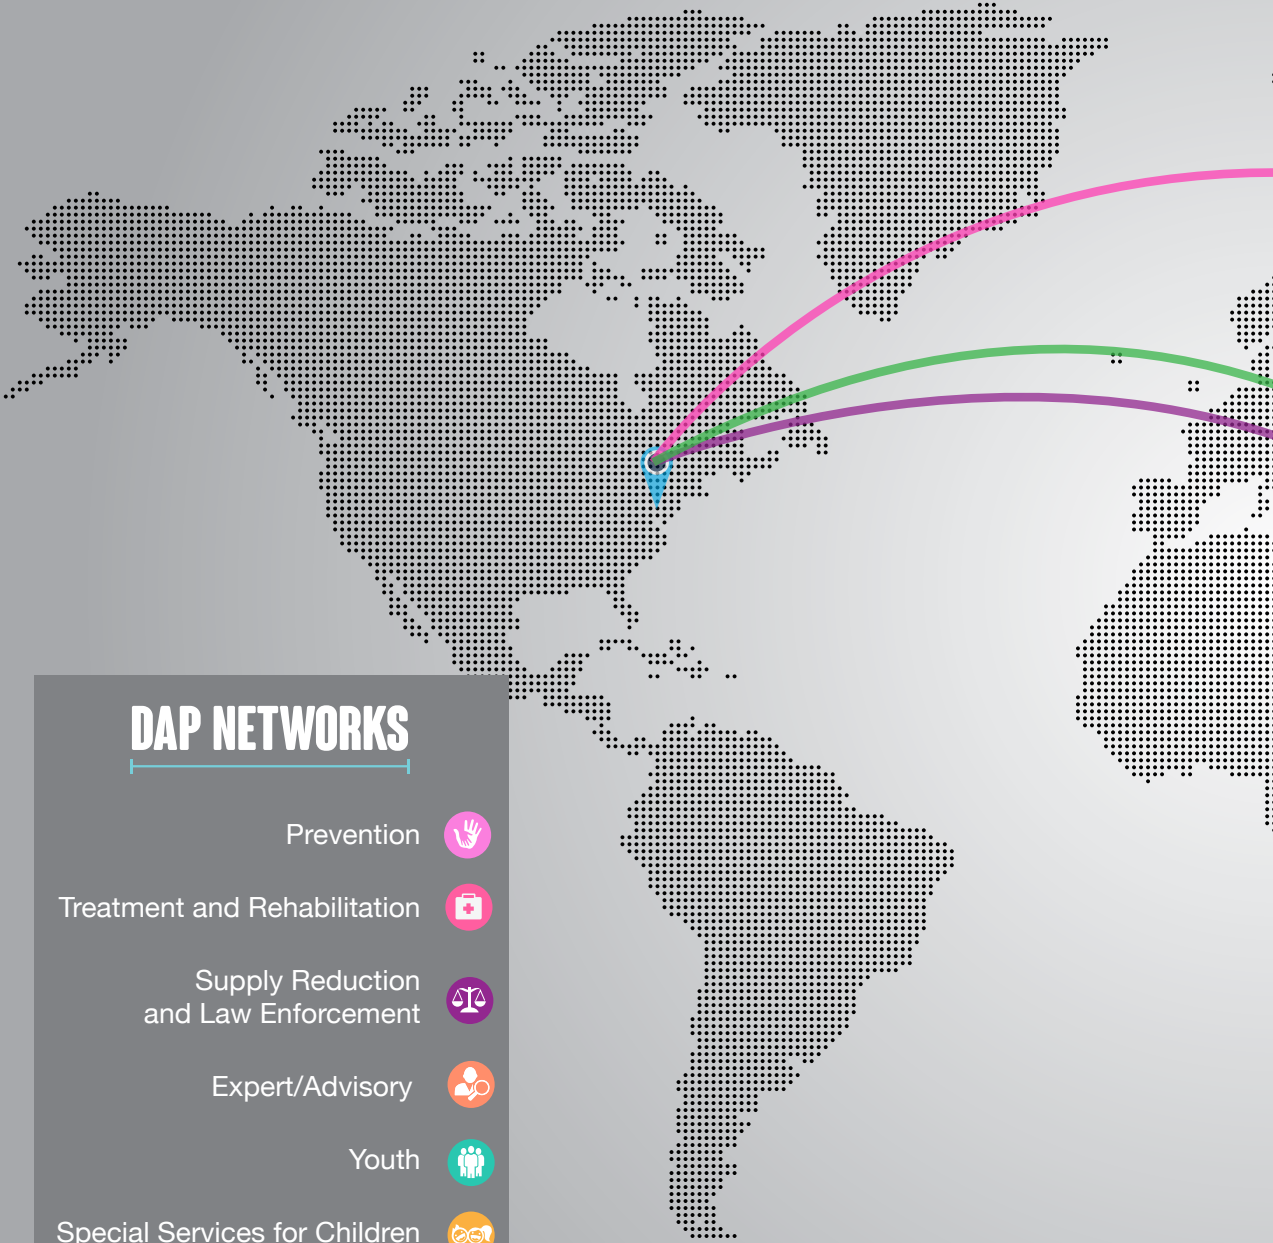 DAP NETWORKS
Prevention
Treatment and Rehabilitation
Supply Reduction
and Law Enforcement
Expert/Advisory
Youth
Special Services for Children